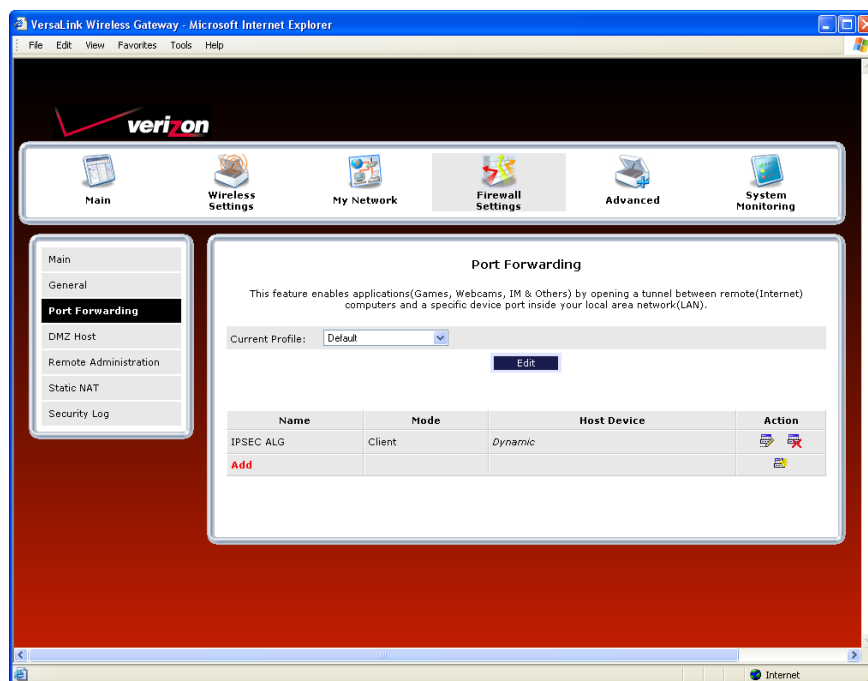 VersaLink Wireless Gateway - Microsoft Internet Explorer
File Edit View Favorites Tools Help
verizon
Main
Wireless Settings
My Network
Firewall Settings
Advanced
System Monitoring
Main
General
Port Forwarding
DMZ Host
Remote Administration
Static NAT
Security Log
Port Forwarding
This feature enables applications(Games, Webcams, IM & Others) by opening a tunnel between remote(Internet)
computers and a specific device port inside your local area network(LAN).
Current Profile: Default
Edit
Name Mode Host Device Action
IPSEC ALG Client Dynamic
Add
Internet